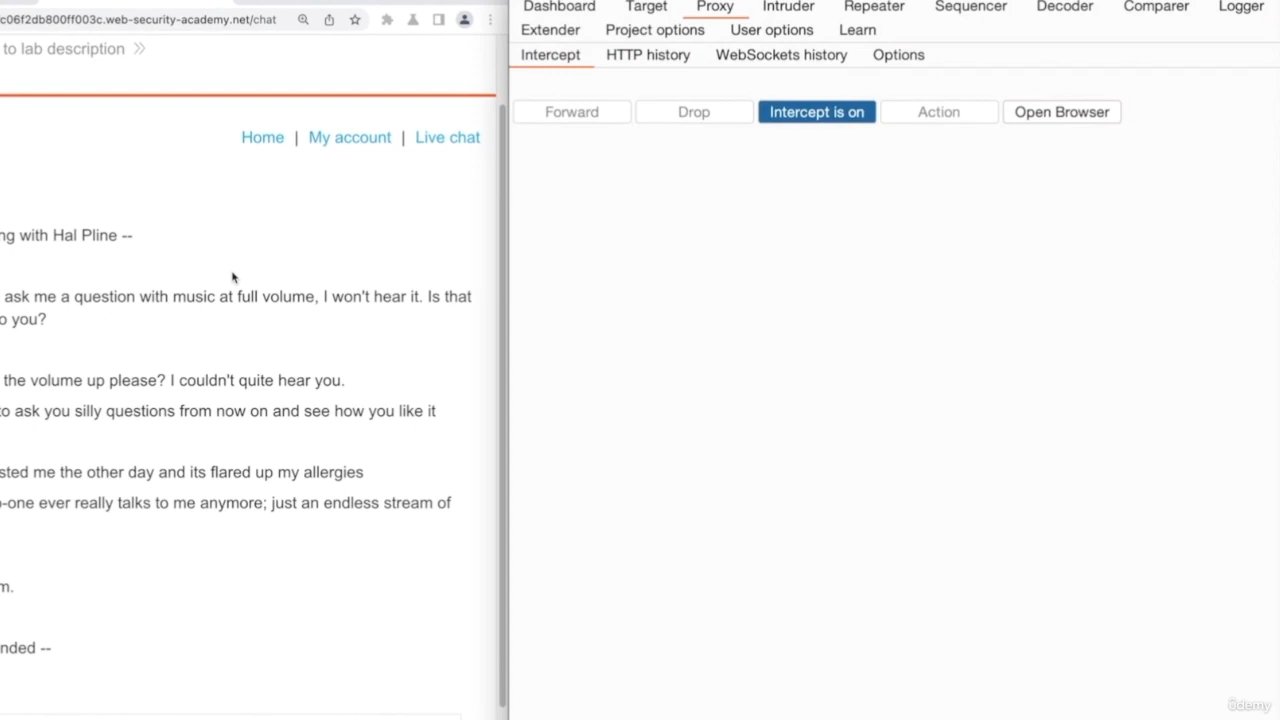 c06f2db800ff003c.web-security-academy.net/chat
to lab description
Home | My account | Live chat
ng with Hal Pline --
ask me a question with music at full volume, I won't hear it. Is that
o you?
the volume up please? I couldn't quite hear you.
to ask you silly questions from now on and see how you like it
sted me the other day and its flared up my allergies
o-one ever really talks to me anymore; just an endless stream of
m.
nded --
Dashboard Target Proxy Intruder Repeater Sequencer Decoder Comparer Logger
Extender Project options User options Learn
Intercept HTTP history WebSockets history Options
Forward Drop Intercept is on Action Open Browser
ûdemy